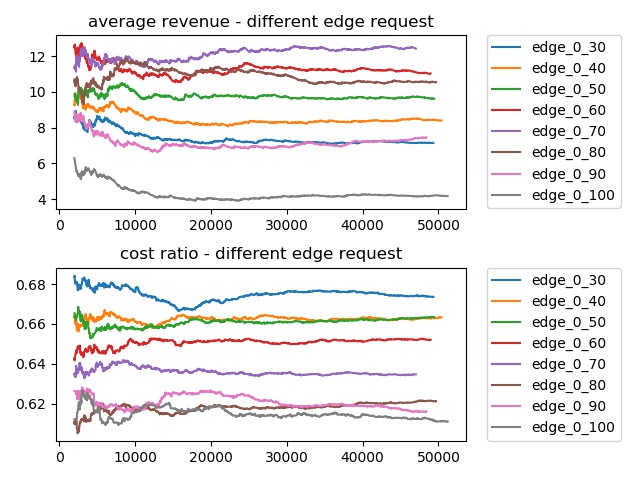 average revenue - different edge request
12
10
8
6
4
0
10000
20000
30000
40000
50000
edge_0_30
edge_0_40
edge_0_50
edge_0_60
edge_0_70
edge_0_80
edge_0_90
edge_0_100
cost ratio - different edge request
0.68
0.66
0.64
0.62
0
10000
20000
30000
40000
50000
edge_0_30
edge_0_40
edge_0_50
edge_0_60
edge_0_70
edge_0_80
edge_0_90
edge_0_100